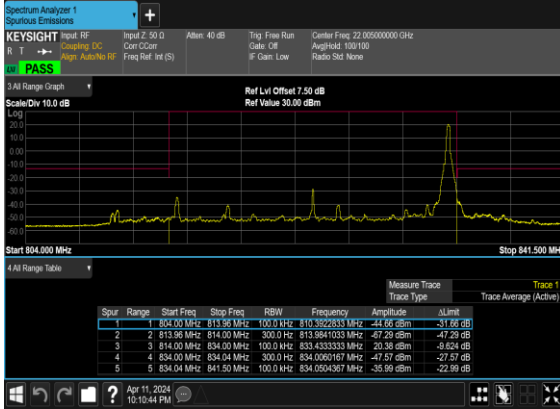 Spectrum Analyzer 1
Spurious Emissions
+
KEYSIGHT Input: RF Input Z: 50 Ω Atten: 40 dB Trig: Free Run Center Freq: 22.005000000 GHz
R T Coupling: DC Corr CCorr Gate: Off Avg|Hold: 100/100
Align: Auto/No RF Freq Ref: Int (S) IF Gain: Low Radio Std: None
PASS
3 All Range Graph
Ref Lvl Offset 7.50 dB
Scale/Div 10.0 dB Ref Value 30.00 dBm
Log
20.0
10.0
0.00
-10.0
-20.0
-30.0
-40.0
-50.0
-60.0
Start 804.000 MHz Stop 841.500 MHz
4 All Range Table
Measure Trace Trace 1
Trace Type Trace Average (Active)
Spur Range Start Freq Stop Freq RBW Frequency Amplitude ΔLimit
1 1 804.00 MHz 813.96 MHz 100.0 kHz 810.3922833 MHz -44.66 dBm -31.66 dB
2 2 813.96 MHz 814.00 MHz 300.0 Hz 813.9841033 MHz -67.29 dBm -47.29 dB
3 3 814.00 MHz 834.00 MHz 100.0 kHz 833.4333333 MHz 20.38 dBm -9.624 dB
4 4 834.00 MHz 834.04 MHz 300.0 Hz 834.0060167 MHz -47.57 dBm -27.57 dB
5 5 834.04 MHz 841.50 MHz 100.0 kHz 834.0504367 MHz -35.99 dBm -22.99 dB
?
Apr 11, 2024
10:10:44 PM